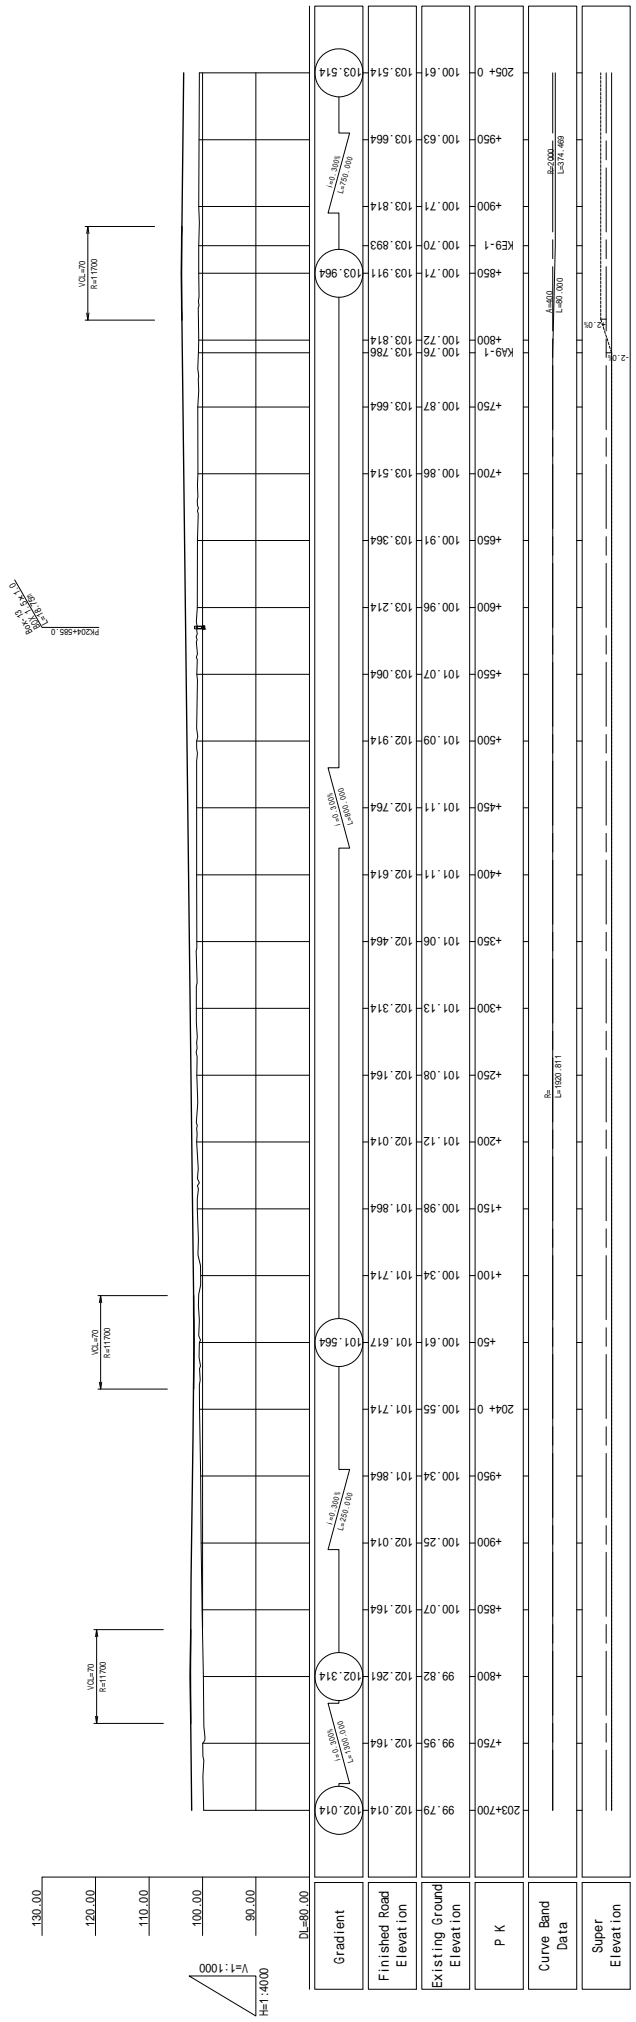 130.00
120.00
110.00
100.00
90.00
DL=80.00
V=1:1000
H=1:4000
VCL=70
R=11700
VCL=70
R=11700
VCL=70
R=11700
PK204+585.0
BOX-13
BOX 1.5x1.0
L=18.75m
Gradient
102.014
i=0.300%
L=1300.000
102.314
i=0.300%
L=250.000
101.564
i=0.300%
L=800.000
103.964
i=0.300%
L=750.000
103.514
Finished Road
Elevation
102.014
102.164
102.261
102.164
102.014
101.864
101.714
101.617
101.714
101.864
102.014
102.164
102.314
102.464
102.614
102.764
102.914
103.064
103.214
103.364
103.514
103.664
103.786
103.814
103.911
103.893
103.814
103.664
103.514
Existing Ground
Elevation
99.79
99.95
99.82
100.07
100.25
100.34
100.55
100.61
100.34
100.98
101.12
101.08
101.13
101.06
101.11
101.11
101.09
101.07
100.96
100.91
100.86
100.87
100.76
100.72
100.71
100.70
100.71
100.63
100.61
P K
203+700
+750
+800
+850
+900
+950
204+ 0
+50
+100
+150
+200
+250
+300
+350
+400
+450
+500
+550
+600
+650
+700
+750
KA9-1
+800
+850
KE9-1
+900
+950
205+ 0
Curve Band
Data
R=
L=1920.811
A=400
L=80.000
R=2000
L=374.469
Super
Elevation
-2.0%
+2.0%